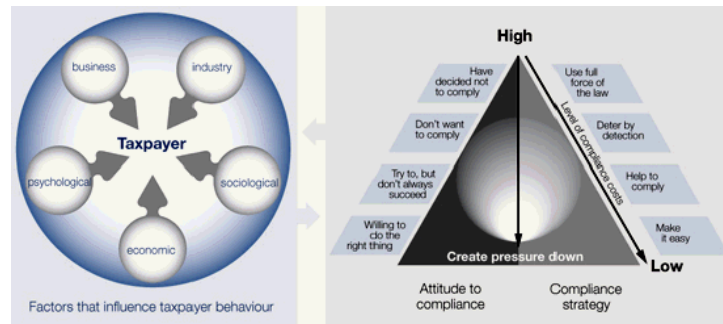 business
industry
Taxpayer
psychological
sociological
economic
Factors that influence taxpayer behaviour
High
Have
decided not
to comply
Don't want
to comply
Try to, but
don't always
succeed
Willing to
do the
right thing
Use full
force of
the law
Deter by
detection
Help to
comply
Make
it easy
Level of compliance costs
Create pressure down
Low
Attitude to
compliance
Compliance
strategy